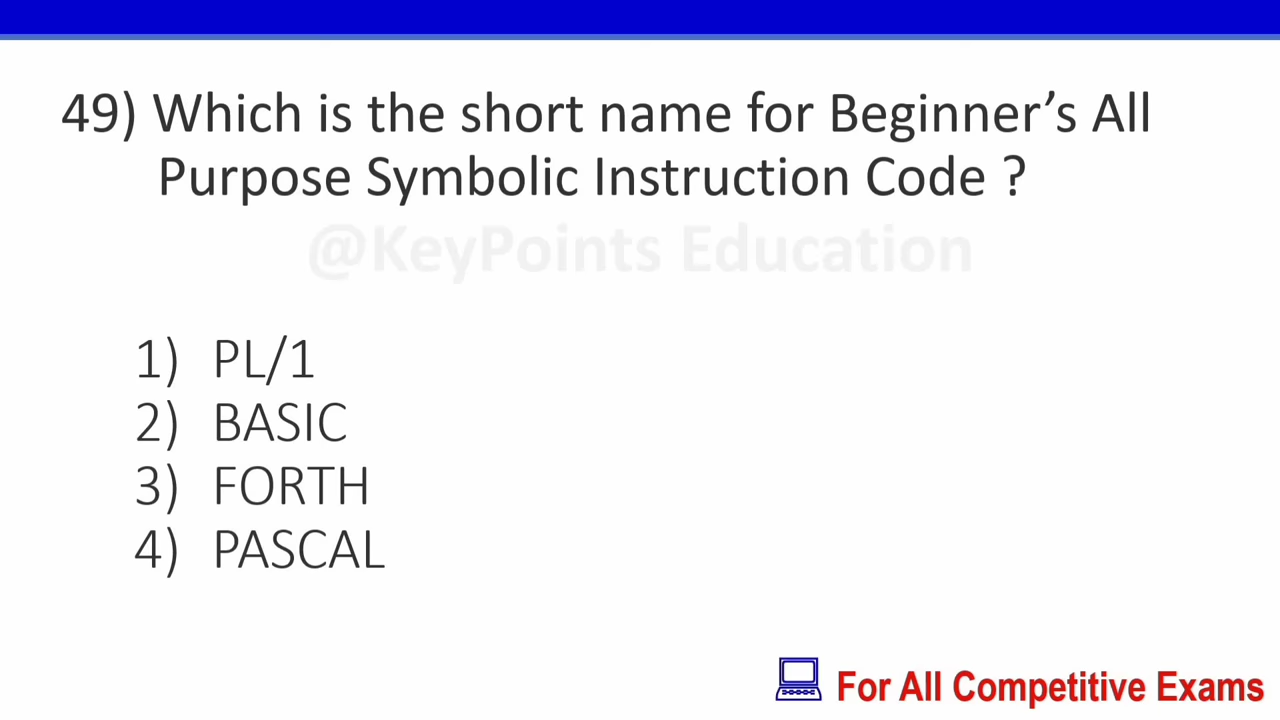 49) Which is the short name for Beginner’s All
Purpose Symbolic Instruction Code ?
@KeyPoints Education
1) PL/1
2) BASIC
3) FORTH
4) PASCAL
For All Competitive Exams